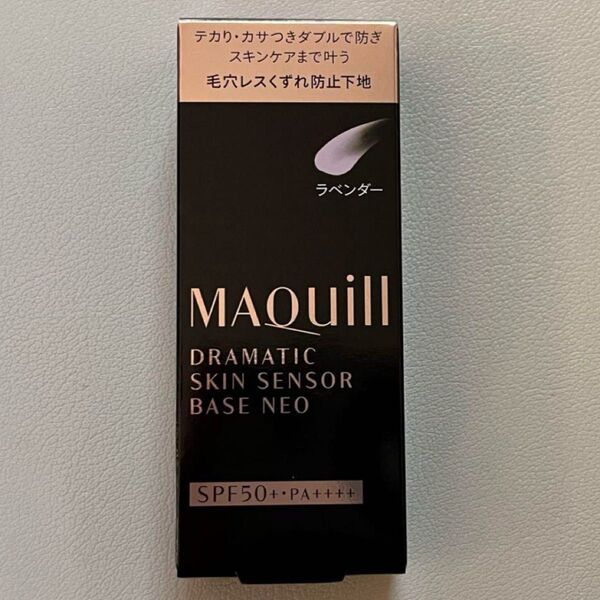 テカリ・カサつきダブルで防ぎ
スキンケアまで叶う
毛穴レスくずれ防止下地
ラベンダー
MAQuill
DRAMATIC
SKIN SENSOR
BASE NEO
SPF50+・PA++++